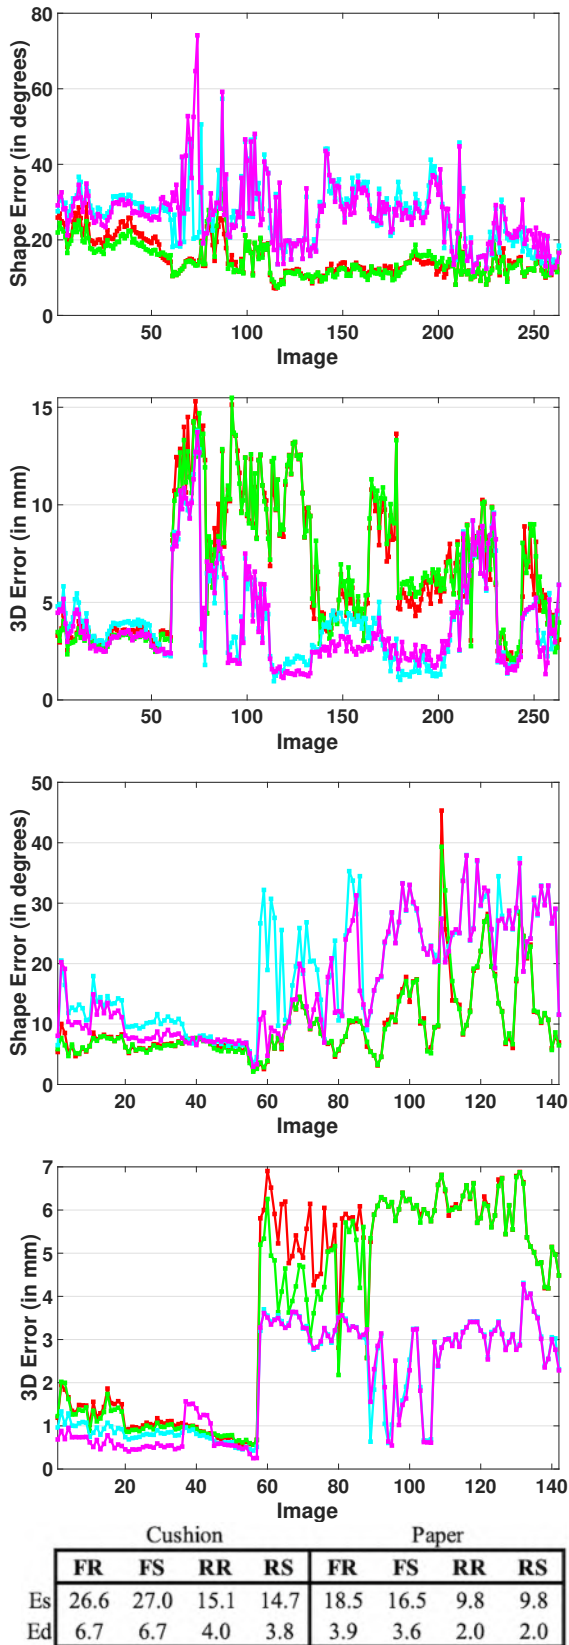 80
60
40
20
0
50 100 150 200 250
Shape Error (in degrees)
Image
15
10
5
0
50 100 150 200 250
3D Error (in mm)
Image
50
40
30
20
10
0
20 40 60 80 100 120 140
Shape Error (in degrees)
Image
7
6
5
4
3
2
1
0
20 40 60 80 100 120 140
3D Error (in mm)
Image
Cushion Paper
FR FS RR RS FR FS RR RS
Es 26.6 27.0 15.1 14.7 18.5 16.5 9.8 9.8
Ed 6.7 6.7 4.0 3.8 3.9 3.6 2.0 2.0